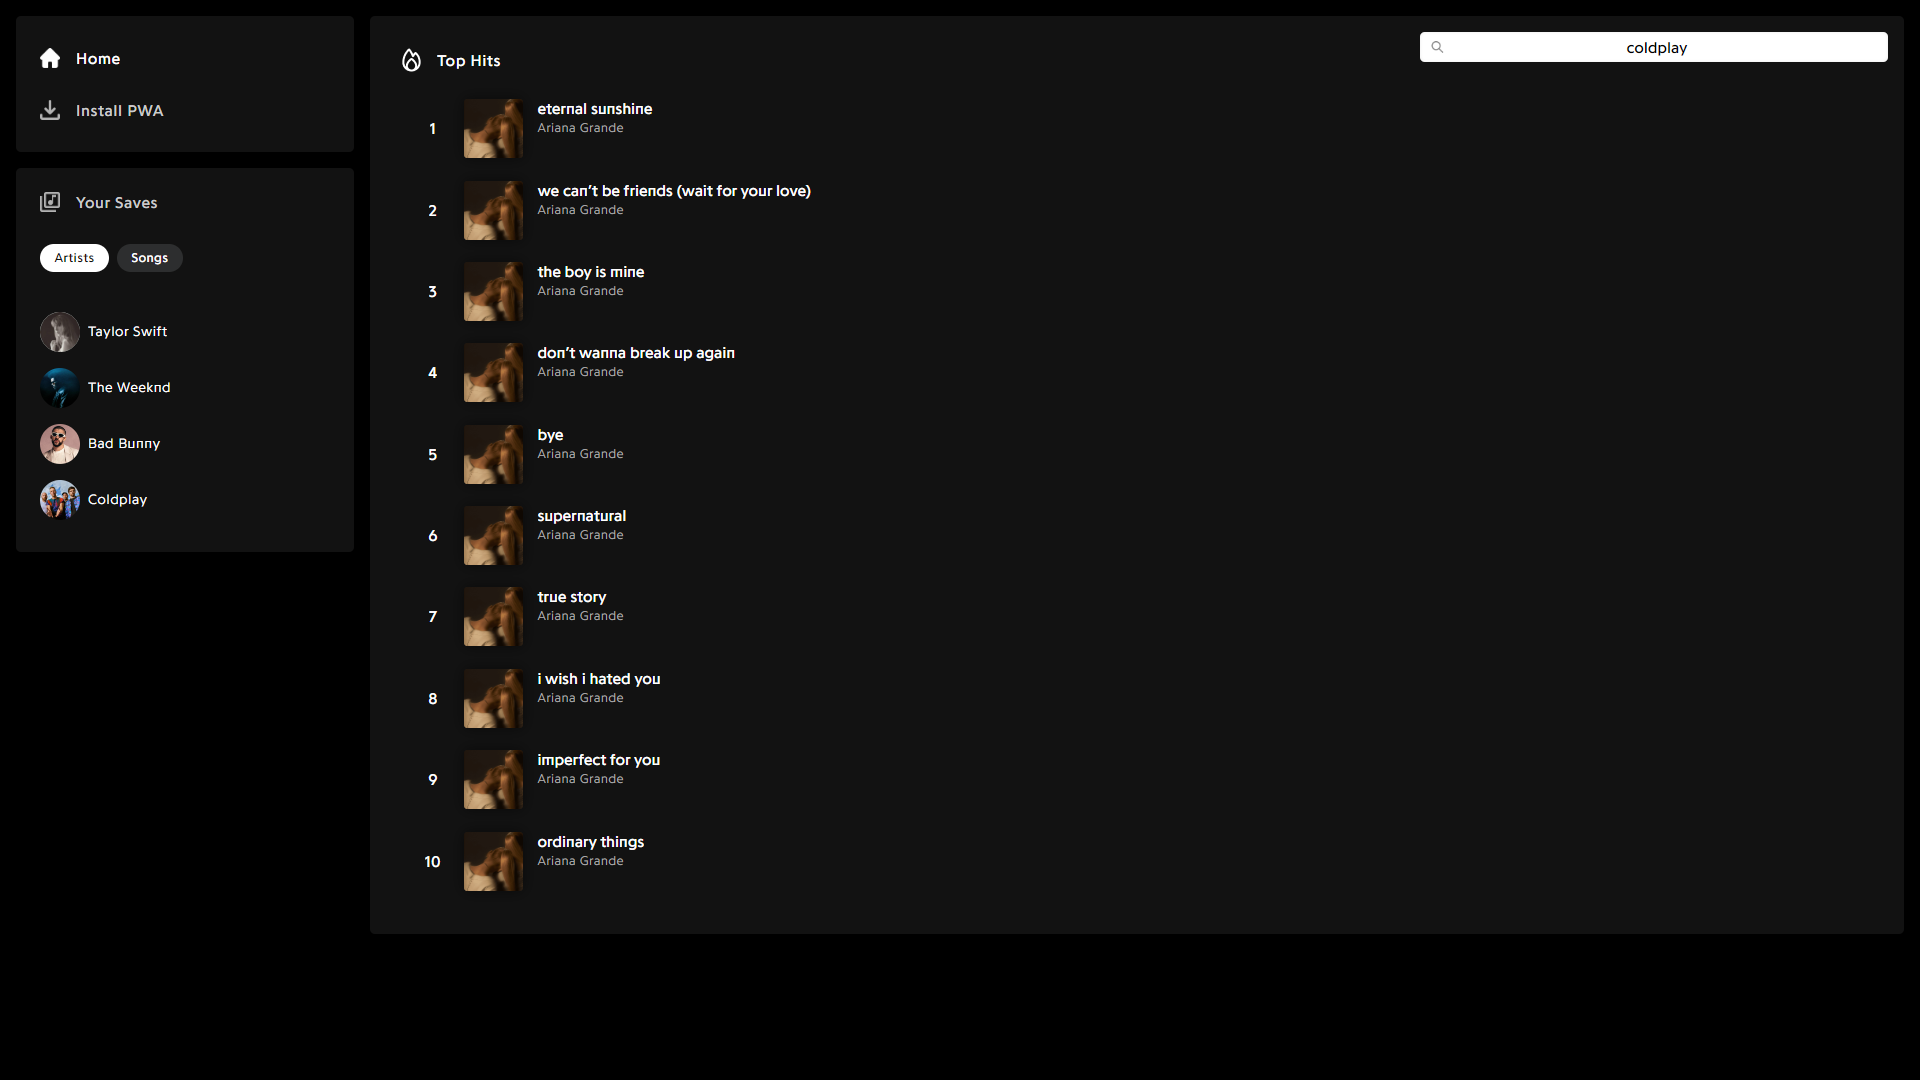 Home
Install PWA
Your Saves
Artists
Songs
Taylor Swift
The Weeknd
Bad Bunny
Coldplay
Top Hits
coldplay
1
eternal sunshine
Ariana Grande
2
we can’t be friends (wait for your love)
Ariana Grande
3
the boy is mine
Ariana Grande
4
don’t wanna break up again
Ariana Grande
5
bye
Ariana Grande
6
supernatural
Ariana Grande
7
true story
Ariana Grande
8
i wish i hated you
Ariana Grande
9
imperfect for you
Ariana Grande
10
ordinary things
Ariana Grande